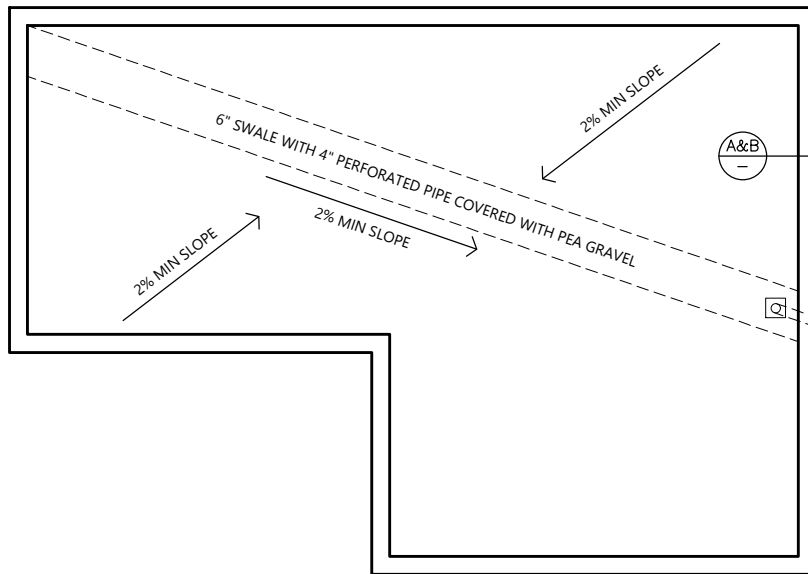 2% MIN SLOPE
A&B
–
6" SWALE WITH 4" PERFORATED PIPE COVERED WITH PEA GRAVEL
2% MIN SLOPE
2% MIN SLOPE